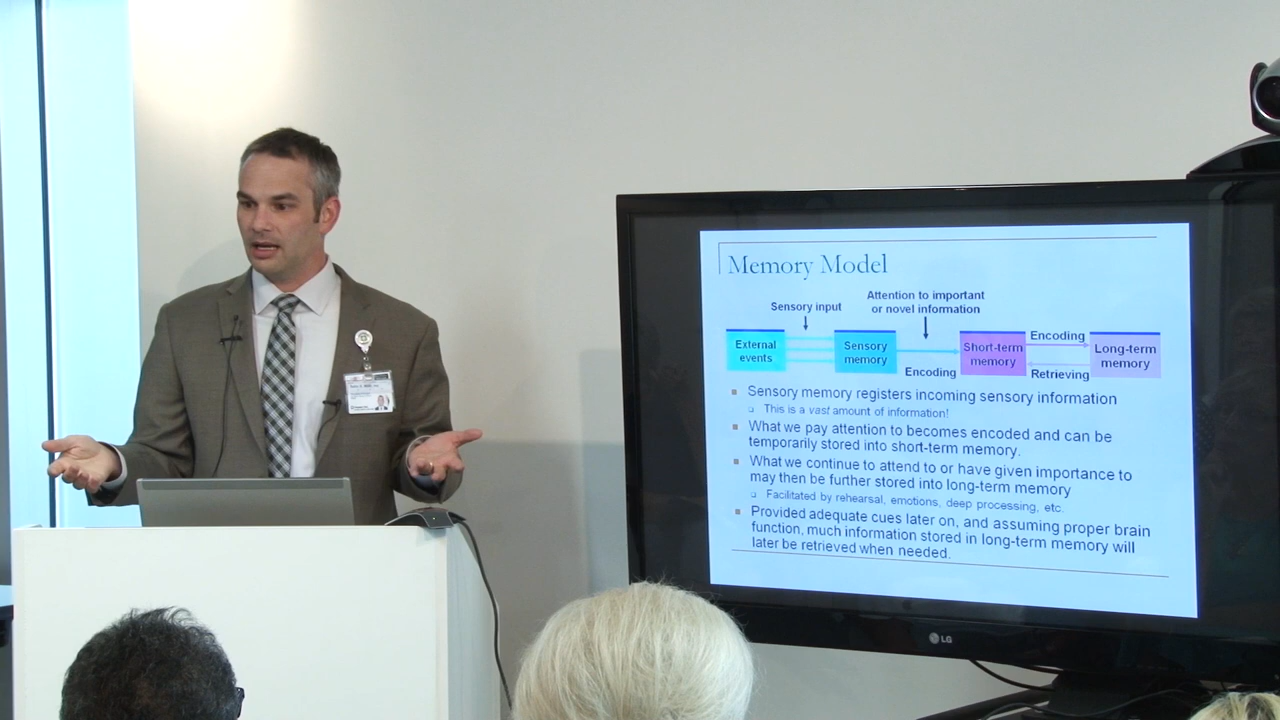 Memory Model
Sensory input
Attention to important
or novel information
External
events
Sensory
memory
Encoding
Short-term
memory
Encoding
Retrieving
Long-term
memory
Sensory memory registers incoming sensory information
This is a vast amount of information!
What we pay attention to becomes encoded and can be
temporarily stored into short-term memory.
What we continue to attend to or have given importance to
may then be further stored into long-term memory
Facilitated by rehearsal, emotions, deep processing, etc.
Provided adequate cues later on, and assuming proper brain
function, much information stored in long-term memory will
later be retrieved when needed.
LG